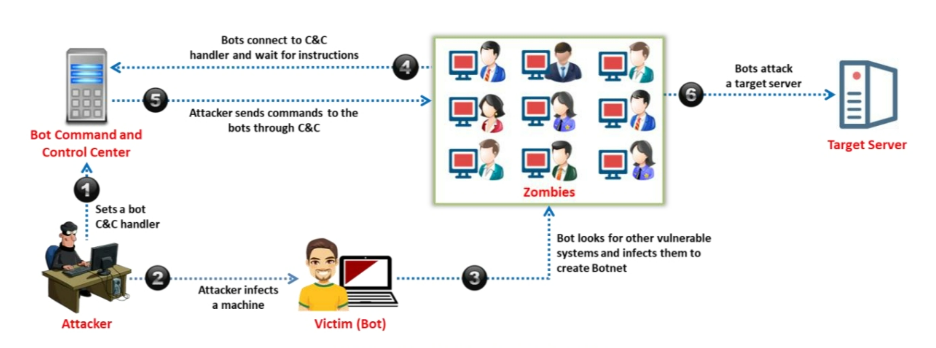 Bots connect to C&C
handler and wait for instructions
4
5
Attacker sends commands to the
bots through C&C
Bot Command and
Control Center
1
Sets a bot
C&C handler
Attacker
2
Attacker infects
a machine
Victim (Bot)
3
Bot looks for other vulnerable
systems and infects them to
create Botnet
Zombies
6
Bots attack
a target server
Target Server